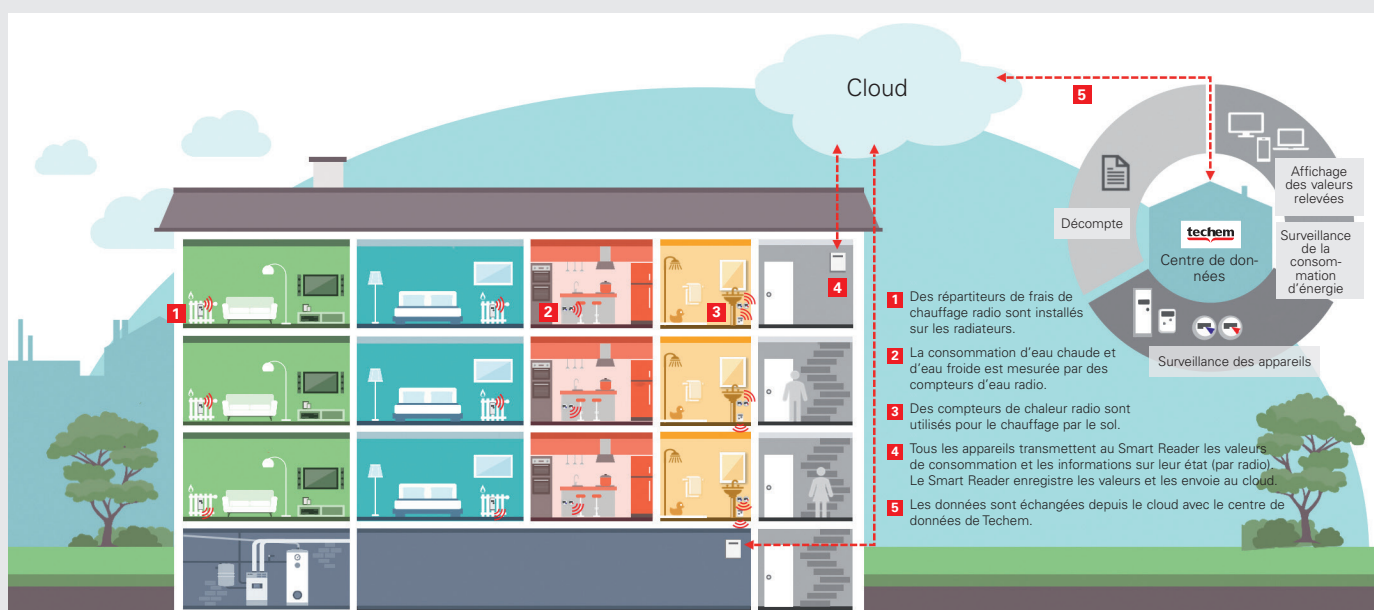 Cloud
5
Affichage
des valeurs
relevées
Décompte
techem
Centre de don-
nées
Surveillance
de la
consom-
mation
d'énergie
Surveillance des appareils
1
2
3
4
1 Des répartiteurs de frais de
chauffage radio sont installés
sur les radiateurs.
2 La consommation d'eau chaude et
d'eau froide est mesurée par des
compteurs d'eau radio.
3 Des compteurs de chaleur radio sont
utilisés pour le chauffage par le sol.
4 Tous les appareils transmettent au Smart Reader les valeurs
de consommation et les informations sur leur état (par radio).
Le Smart Reader enregistre les valeurs et les envoie au cloud.
5 Les données sont échangées depuis le cloud avec le centre de
données de Techem.